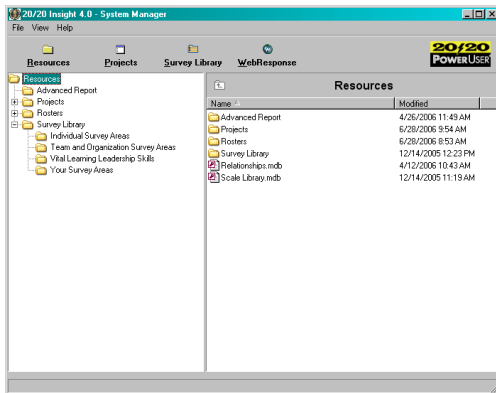 20/20 Insight 4.0 - System Manager
File View Help
Resources Projects Survey Library WebResponse
20/20
POWERUSER
Resources
Advanced Report
Projects
Rosters
Survey Library
Individual Survey Areas
Team and Organization Survey Areas
Vital Learning Leadership Skills
Your Survey Areas
Resources
Name Modified
Advanced Report 4/26/2006 11:49 AM
Projects 6/28/2006 9:54 AM
Rosters 6/28/2006 8:53 AM
Survey Library 12/14/2005 12:23 PM
Relationships.mdb 4/12/2006 10:43 AM
Scale Library.mdb 12/14/2005 11:19 AM